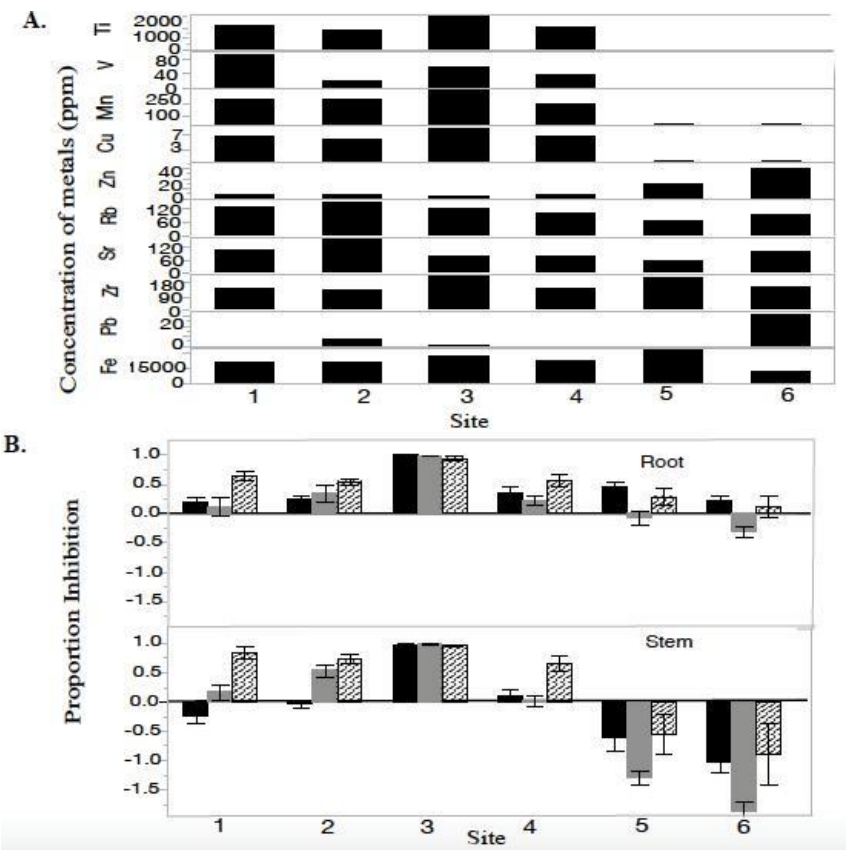 A.
Concentration of metals (ppm)
Ti 2000 1000 0
V 80 40 0
Mn 250 100
Cu 7 3
Zn 40 20 0
Rb 120 60 0
Sr 120 60 0
Zr 180 90 0
Pb 20 0
Fe 15000 0
1 2 3 4 5 6
Site
B.
Proportion Inhibition
Root
1.0
0.5
0.0
-0.5
-1.0
-1.5
Stem
1.0
0.5
0.0
-0.5
-1.0
-1.5
1 2 3 4 5 6
Site